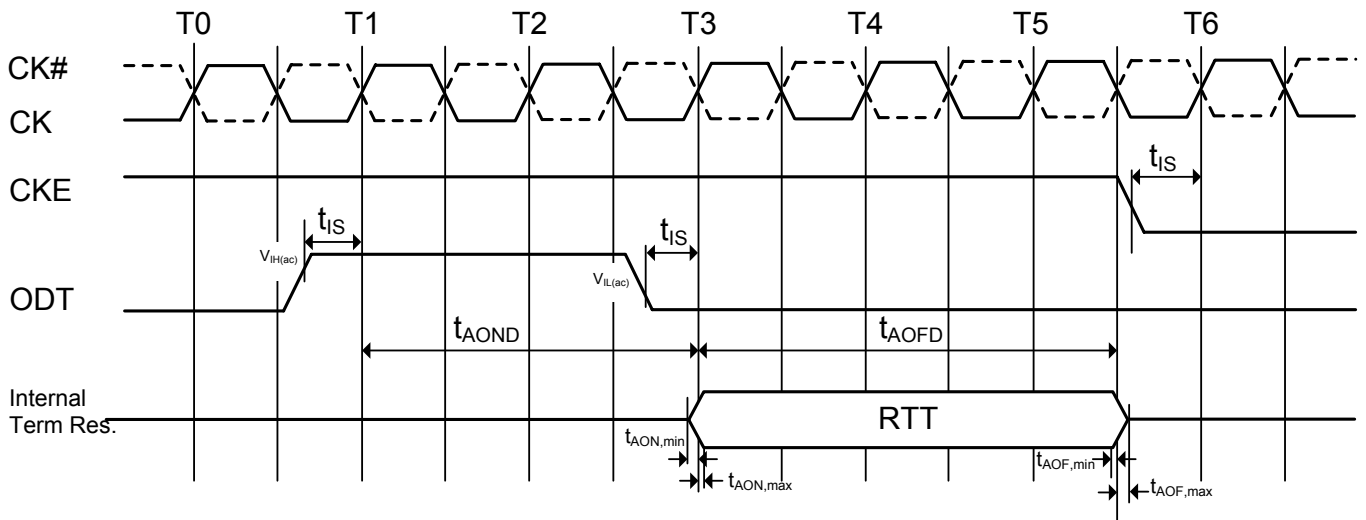 T0 T1 T2 T3 T4 T5 T6
CK#
CK
CKE
tIS
tIS
tIS
VIH(ac)
VIL(ac)
ODT
tAOND
tAOFD
Internal
Term Res.
RTT
tAON,min
tAOF,min
tAON,max
tAOF,max